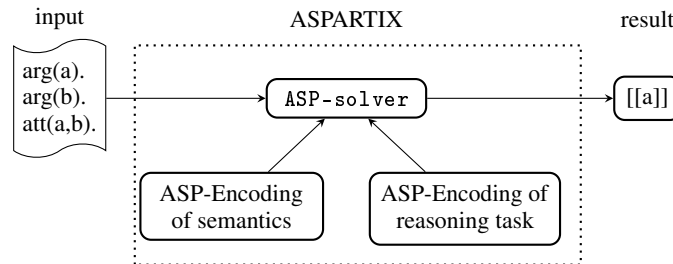 input
ASPARTIX
result
arg(a).
arg(b).
att(a,b).
ASP-solver
[[a]]
ASP-Encoding
of semantics
ASP-Encoding of
reasoning task